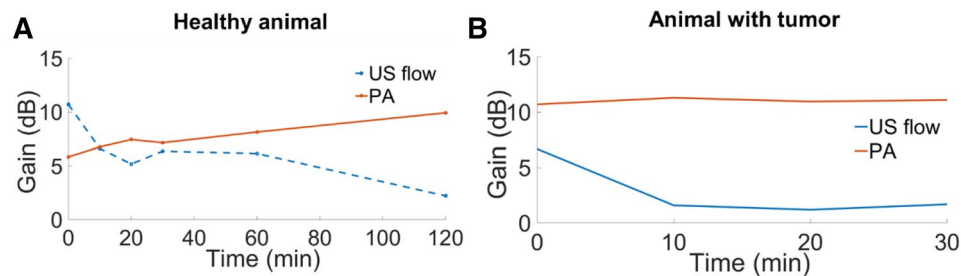 A
Healthy animal
15
10
5
0
Gain (dB)
US flow
PA
0 20 40 60 80 100 120
Time (min)
B
Animal with tumor
15
10
5
0
Gain (dB)
US flow
PA
0 10 20 30
Time (min)